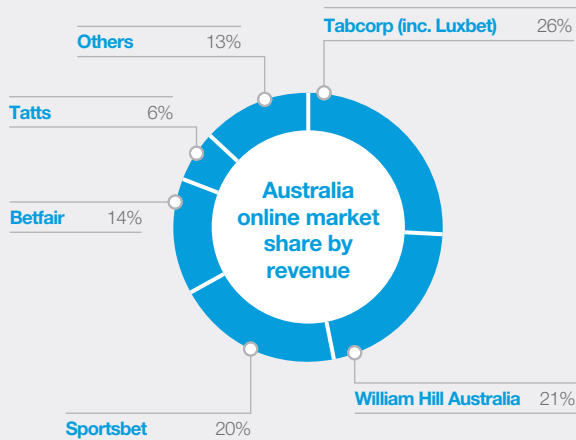 Tabcorp (inc. Luxbet) 26%
Others 13%
Tatts 6%
Betfair 14%
Australia
online market
share by
revenue
William Hill Australia 21%
Sportsbet 20%